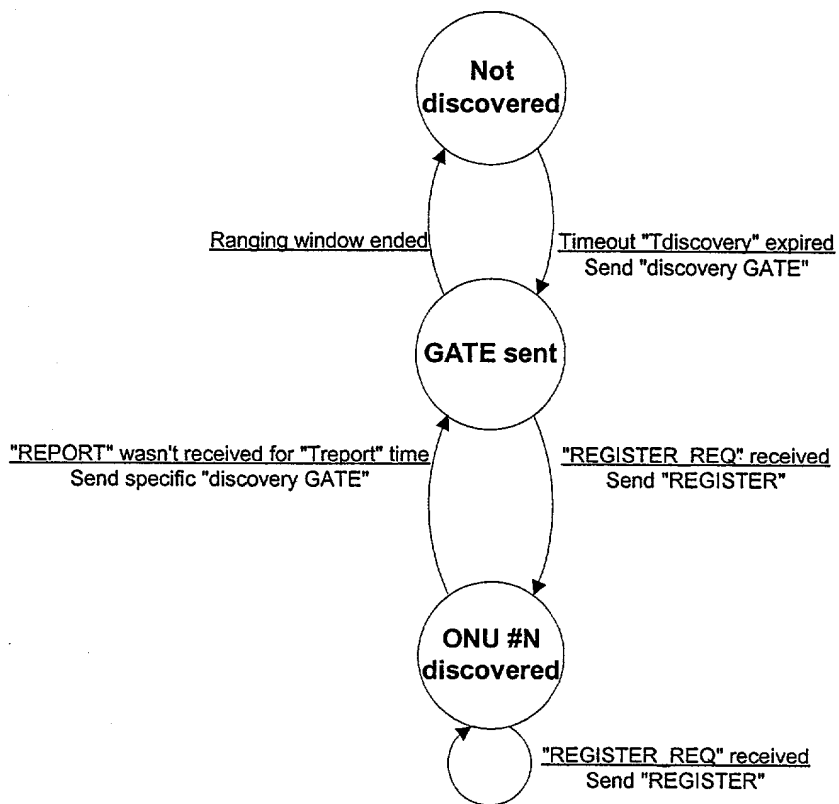 Not
discovered
Ranging window ended
Timeout "Tdiscovery" expired
Send "discovery GATE"
GATE sent
"REPORT" wasn't received for "Treport" time
Send specific "discovery GATE"
"REGISTER_REQ" received
Send "REGISTER"
ONU #N
discovered
"REGISTER_REQ" received
Send "REGISTER"